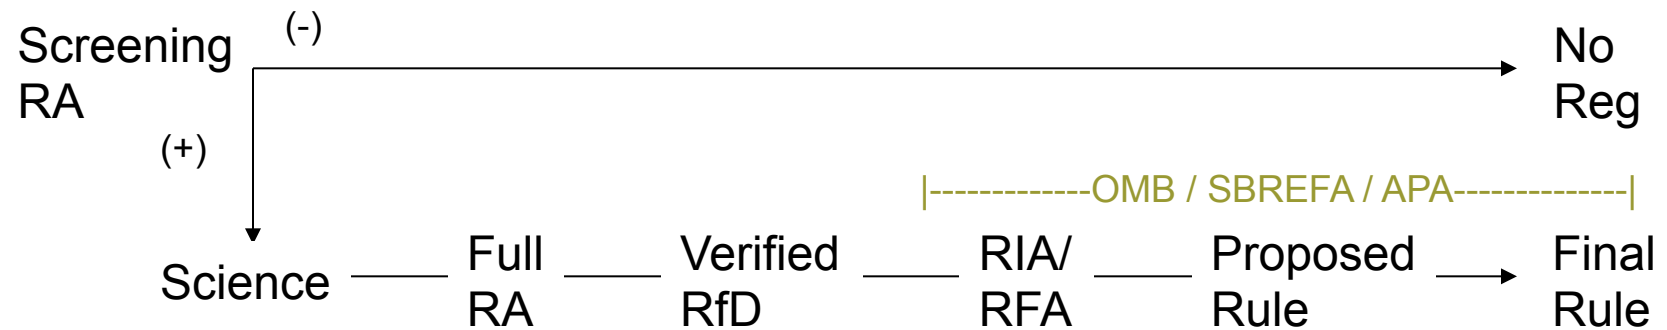 Screening
RA
(-)
No
Reg
(+)
|-------------OMB / SBREFA / APA--------------|
Science
Full
RA
Verified
RfD
RIA/
RFA
Proposed
Rule
Final
Rule